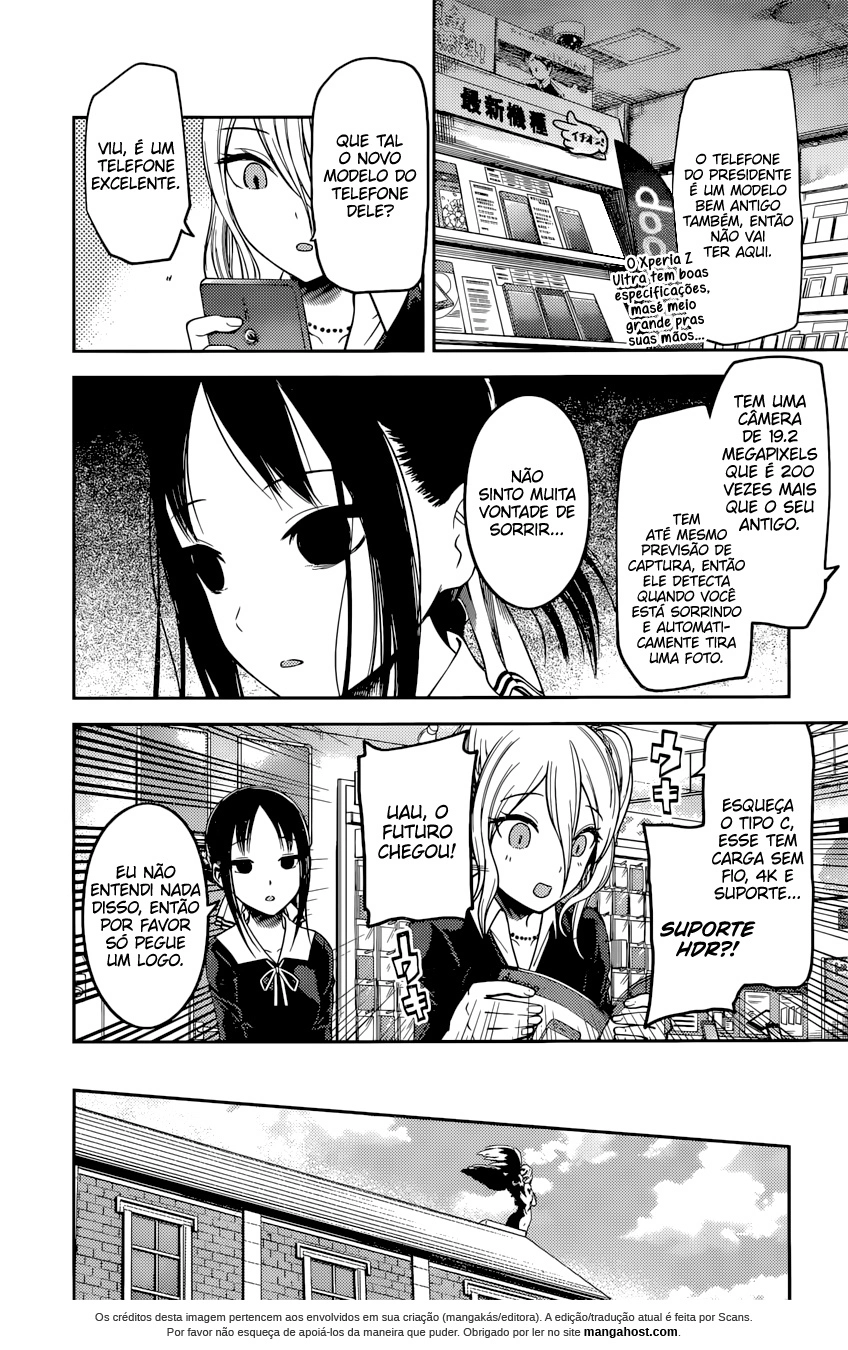 最新機種
イチオシ!
doc
O TELEFONE
DO PRESIDENTE
É UM MODELO
BEM ANTIGO
TAMBÉM, ENTÃO
NÃO VAI
TER AQUI.
O Xperia Z
Ultra tem boas
especificações,
masé meio
grande pras
suas mãos...
QUE TAL
O NOVO
MODELO DO
TELEFONE
DELE?
VIU, É UM
TELEFONE
EXCELENTE.
TEM UMA
CÂMERA
DE 19.2
MEGAPIXELS
QUE É 200
VEZES MAIS
QUE O SEU
ANTIGO.
TEM
ATÉ MESMO
PREVISÃO DE
CAPTURA, ENTÃO
ELE DETECTA
QUANDO VOCÊ
ESTÁ SORRINDO
E AUTOMATI-
CAMENTE TIRA
UMA FOTO.
NÃO
SINTO MUITA
VONTADE DE
SORRIR...
ESQUEÇA
O TIPO C,
ESSE TEM
CARGA SEM
FIO, 4K E
SUPORTE...
SUPORTE
HDR?!
ウキ
UAU, O
FUTURO
CHEGOU!
ウキ
EU NÃO
ENTENDI NADA
DISSO, ENTÃO
POR FAVOR
SÓ PEGUE
UM LOGO.
Os créditos desta imagem pertencem aos envolvidos em sua criação (mangakás/editora). A edição/tradução atual é feita por Scans.
Por favor não esqueça de apoiá-los da maneira que puder. Obrigado por ler no site mangahost.com.